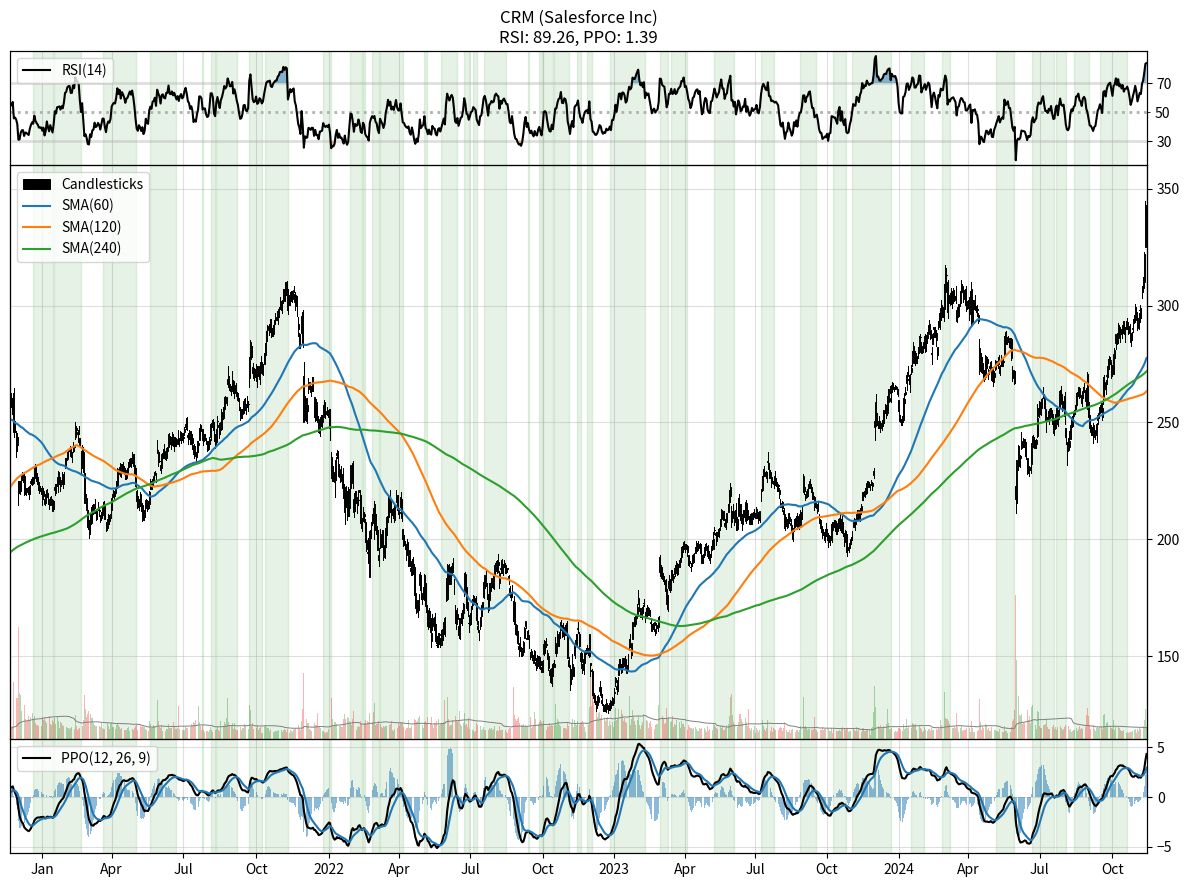 CRM (Salesforce Inc)
RSI: 89.26, PPO: 1.39
RSI(14)
70
50
30
Candlesticks
SMA(60)
SMA(120)
SMA(240)
350
300
250
200
150
PPO(12, 26, 9)
5
0
−5
Jan Apr Jul Oct 2022 Apr Jul Oct 2023 Apr Jul Oct 2024 Apr Jul Oct